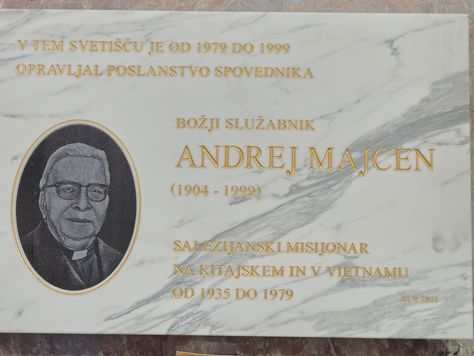 V TEM SVETIŠČU JE OD 1979 DO 1999
OPRAVLJAL POSLANSTVO SPOVEDNIKA
BOŽJI SLUŽABNIK
ANDREJ MAJCEN
(1904 - 1999)
SALEZIJANSKI MISIJONAR
NA KITAJSKEM IN V VIETNAMU
OD 1935 DO 1979